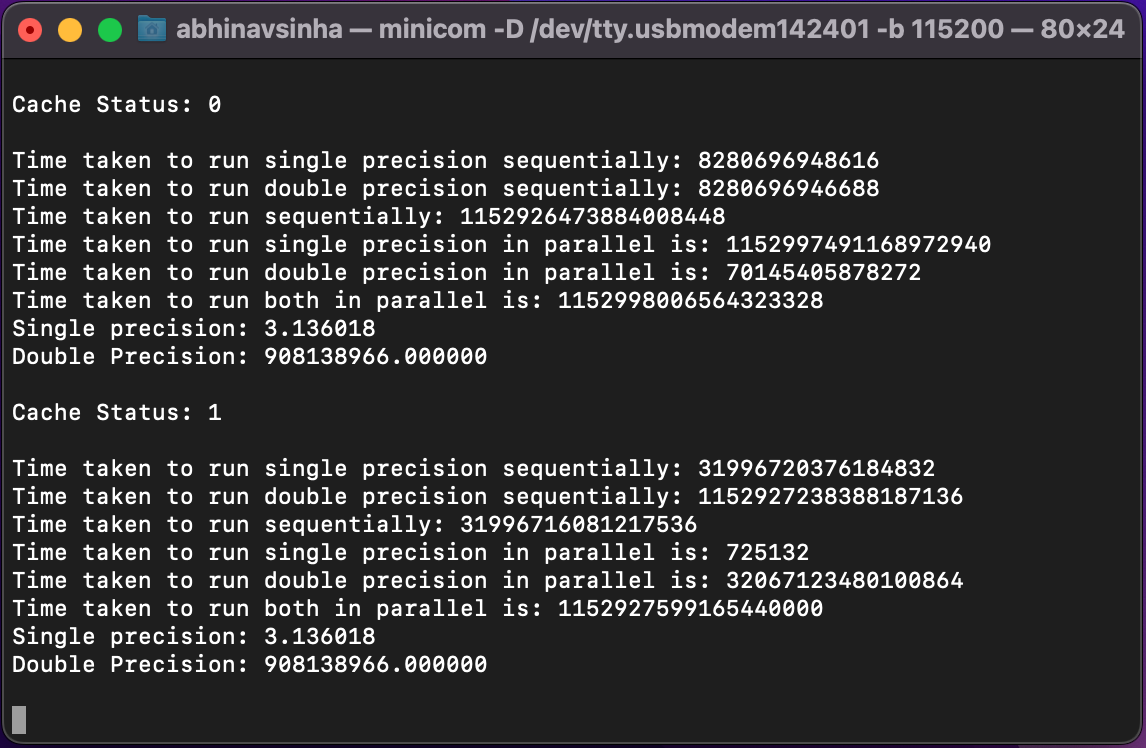 abhinavsinha — minicom -D /dev/tty.usbmodem142401 -b 115200 — 80×24
Cache Status: 0
Time taken to run single precision sequentially: 8280696948616
Time taken to run double precision sequentially: 8280696946688
Time taken to run sequentially: 1152926473884008448
Time taken to run single precision in parallel is: 1152997491168972940
Time taken to run double precision in parallel is: 70145405878272
Time taken to run both in parallel is: 1152998006564323328
Single precision: 3.136018
Double Precision: 908138966.000000
Cache Status: 1
Time taken to run single precision sequentially: 31996720376184832
Time taken to run double precision sequentially: 1152927238388187136
Time taken to run sequentially: 31996716081217536
Time taken to run single precision in parallel is: 725132
Time taken to run double precision in parallel is: 32067123480100864
Time taken to run both in parallel is: 1152927599165440000
Single precision: 3.136018
Double Precision: 908138966.000000